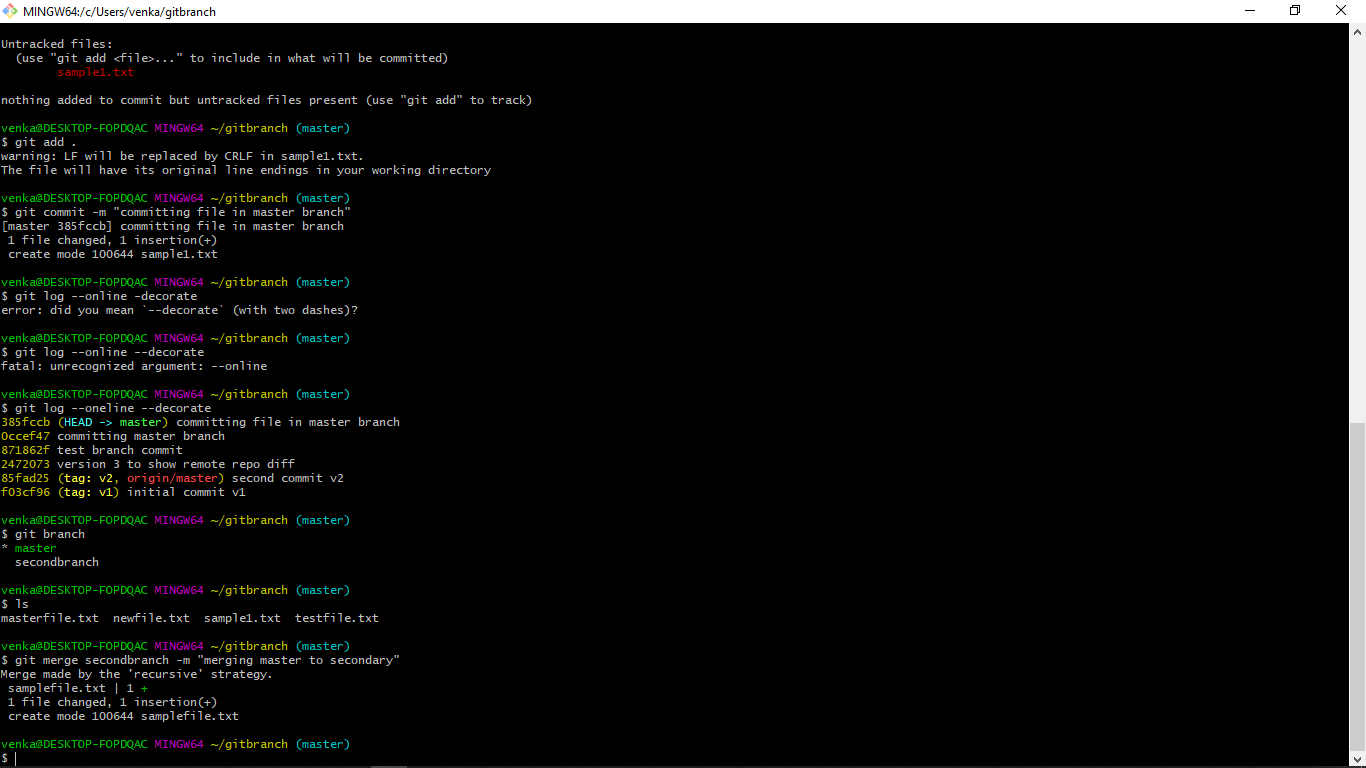 MINGW64:/c/Users/venka/gitbranch
Untracked files:
  (use "git add <file>..." to include in what will be committed)
        sample1.txt
nothing added to commit but untracked files present (use "git add" to track)
venka@DESKTOP-FOPDQAC MINGW64 ~/gitbranch (master)
$ git add .
warning: LF will be replaced by CRLF in sample1.txt.
The file will have its original line endings in your working directory
venka@DESKTOP-FOPDQAC MINGW64 ~/gitbranch (master)
$ git commit -m "committing file in master branch"
[master 385fccb] committing file in master branch
 1 file changed, 1 insertion(+)
 create mode 100644 sample1.txt
venka@DESKTOP-FOPDQAC MINGW64 ~/gitbranch (master)
$ git log --online -decorate
error: did you mean `--decorate` (with two dashes)?
venka@DESKTOP-FOPDQAC MINGW64 ~/gitbranch (master)
$ git log --online --decorate
fatal: unrecognized argument: --online
venka@DESKTOP-FOPDQAC MINGW64 ~/gitbranch (master)
$ git log --oneline --decorate
385fccb (HEAD -> master) committing file in master branch
0ccef47 committing master branch
871862f test branch commit
2472073 version 3 to show remote repo diff
85fad25 (tag: v2, origin/master) second commit v2
f03cf96 (tag: v1) initial commit v1
venka@DESKTOP-FOPDQAC MINGW64 ~/gitbranch (master)
$ git branch
* master
  secondbranch
venka@DESKTOP-FOPDQAC MINGW64 ~/gitbranch (master)
$ ls
masterfile.txt  newfile.txt  sample1.txt  testfile.txt
venka@DESKTOP-FOPDQAC MINGW64 ~/gitbranch (master)
$ git merge secondbranch -m "merging master to secondary"
Merge made by the 'recursive' strategy.
 samplefile.txt | 1 +
 1 file changed, 1 insertion(+)
 create mode 100644 samplefile.txt
venka@DESKTOP-FOPDQAC MINGW64 ~/gitbranch (master)
$